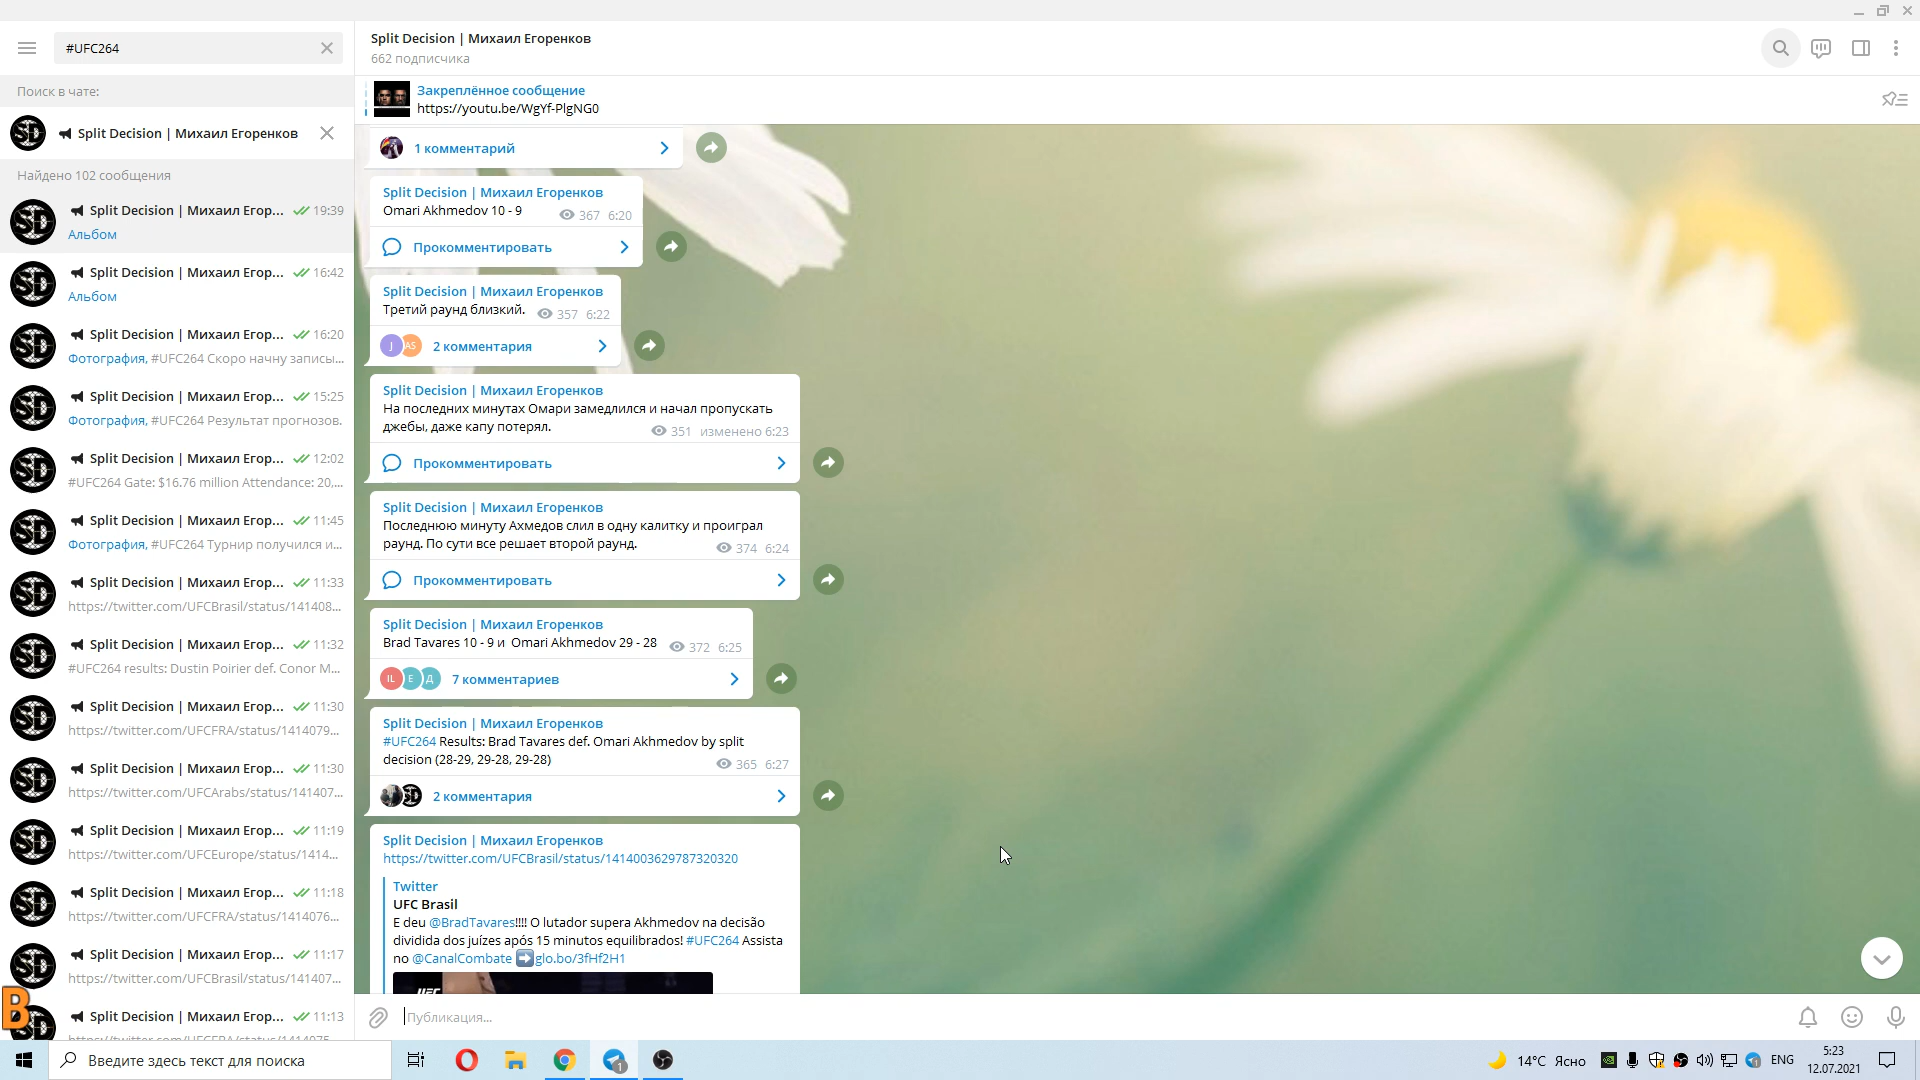 #UFC264
Поиск в чате:
Split Decision | Михаил Егоренков
Найдено 102 сообщения
Split Decision | Михаил Егор... 19:39
Альбом
Split Decision | Михаил Егор... 16:42
Альбом
Split Decision | Михаил Егор... 16:20
Фотография, #UFC264 Скоро начну записы...
Split Decision | Михаил Егор... 15:25
Фотография, #UFC264 Результат прогнозов.
Split Decision | Михаил Егор... 12:02
#UFC264 Gate: $16.76 million Attendance: 20,...
Split Decision | Михаил Егор... 11:45
Фотография, #UFC264 Турнир получился и...
Split Decision | Михаил Егор... 11:33
https://twitter.com/UFCBrasil/status/141408...
Split Decision | Михаил Егор... 11:32
#UFC264 results: Dustin Poirier def. Conor M...
Split Decision | Михаил Егор... 11:30
https://twitter.com/UFCFRA/status/1414079...
Split Decision | Михаил Егор... 11:30
https://twitter.com/UFCArabs/status/141407...
Split Decision | Михаил Егор... 11:19
https://twitter.com/UFCEurope/status/1414...
Split Decision | Михаил Егор... 11:18
https://twitter.com/UFCFRA/status/1414076...
Split Decision | Михаил Егор... 11:17
https://twitter.com/UFCBrasil/status/141407...
Split Decision | Михаил Егор... 11:13
Split Decision | Михаил Егоренков
662 подписчика
Закреплённое сообщение
https://youtu.be/WgYf-PlgNG0
1 комментарий
Split Decision | Михаил Егоренков
Omari Akhmedov 10 - 9 367 6:20
Прокомментировать
Split Decision | Михаил Егоренков
Третий раунд близкий. 357 6:22
J AS 2 комментария
Split Decision | Михаил Егоренков
На последних минутах Омари замедлился и начал пропускать
джебы, даже капу потерял. 351 изменено 6:23
Прокомментировать
Split Decision | Михаил Егоренков
Последнюю минуту Ахмедов слил в одну калитку и проиграл
раунд. По сути все решает второй раунд. 374 6:24
Прокомментировать
Split Decision | Михаил Егоренков
Brad Tavares 10 - 9 и Omari Akhmedov 29 - 28 372 6:25
IL Е Д 7 комментариев
Split Decision | Михаил Егоренков
#UFC264 Results: Brad Tavares def. Omari Akhmedov by split
decision (28-29, 29-28, 29-28) 365 6:27
2 комментария
Split Decision | Михаил Егоренков
https://twitter.com/UFCBrasil/status/1414003629787320320
Twitter
UFC Brasil
E deu @BradTavares!!!! O lutador supera Akhmedov na decisão
dividida dos juízes após 15 minutos equilibrados! #UFC264 Assista
no @CanalCombate ➡glo.bo/3fHf2H1
UFC
Публикация...
B
Введите здесь текст для поиска
1
14°C Ясно
ENG
5:23
12.07.2021